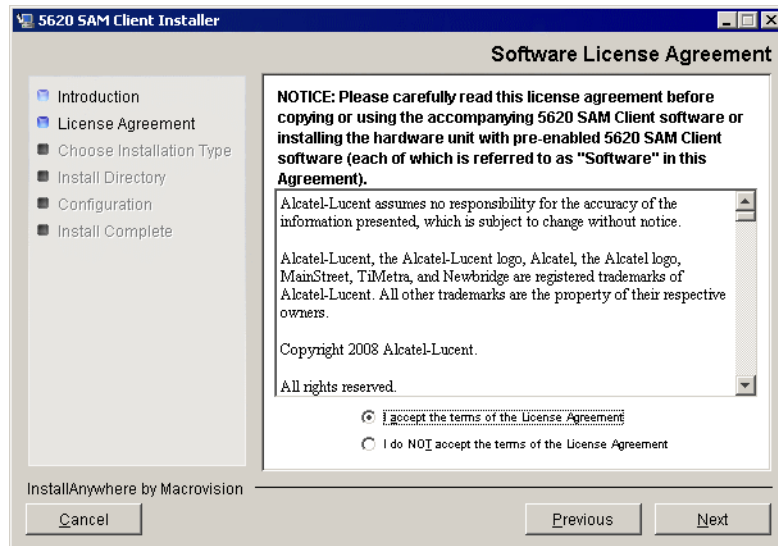 5620 SAM Client Installer
Software License Agreement
Introduction
License Agreement
Choose Installation Type
Install Directory
Configuration
Install Complete
NOTICE: Please carefully read this license agreement before
copying or using the accompanying 5620 SAM Client software or
installing the hardware unit with pre-enabled 5620 SAM Client
software (each of which is referred to as "Software" in this
Agreement).
Alcatel-Lucent assumes no responsibility for the accuracy of the
information presented, which is subject to change without notice.
Alcatel-Lucent, the Alcatel-Lucent logo, Alcatel, the Alcatel logo,
MainStreet, TiMetra, and Newbridge are registered trademarks of
Alcatel-Lucent. All other trademarks are the property of their respective
owners.
Copyright 2008 Alcatel-Lucent.
All rights reserved.
I accept the terms of the License Agreement
I do NOT accept the terms of the License Agreement
InstallAnywhere by Macrovision
Cancel
Previous
Next